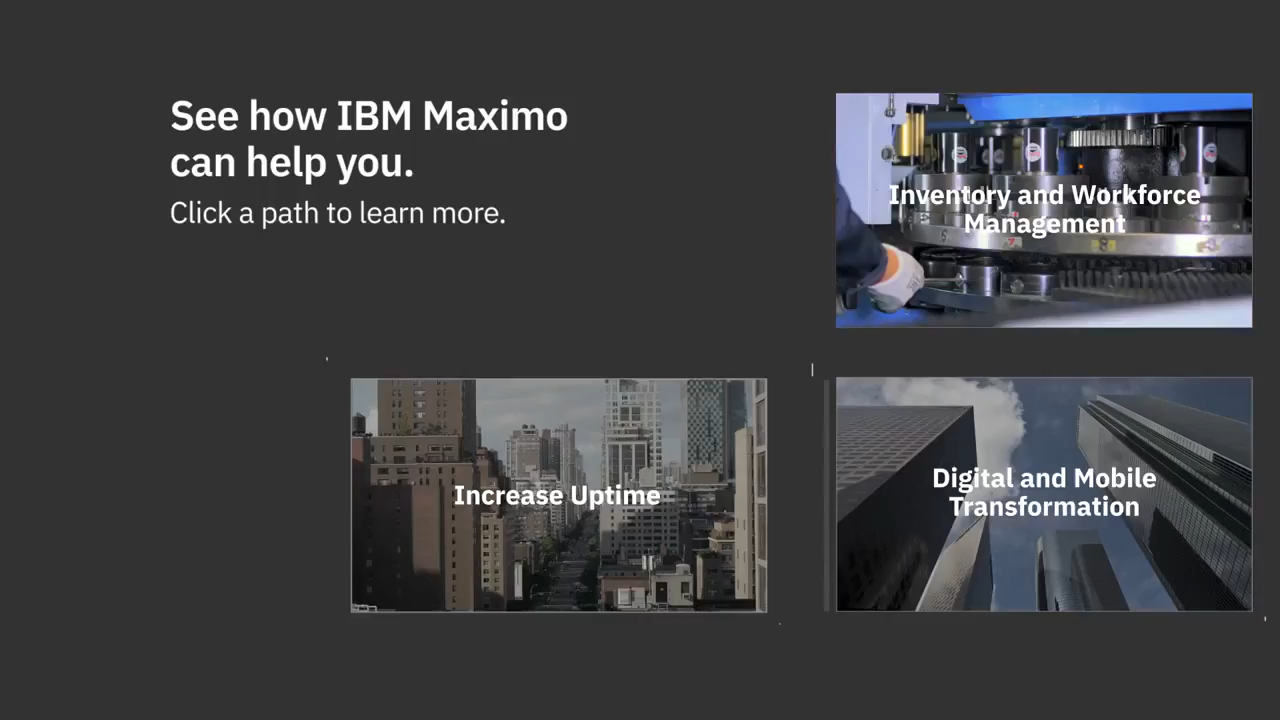 See how IBM Maximo
can help you.
Click a path to learn more.
Inventory and Workforce
Management
Increase Uptime
Digital and Mobile
Transformation